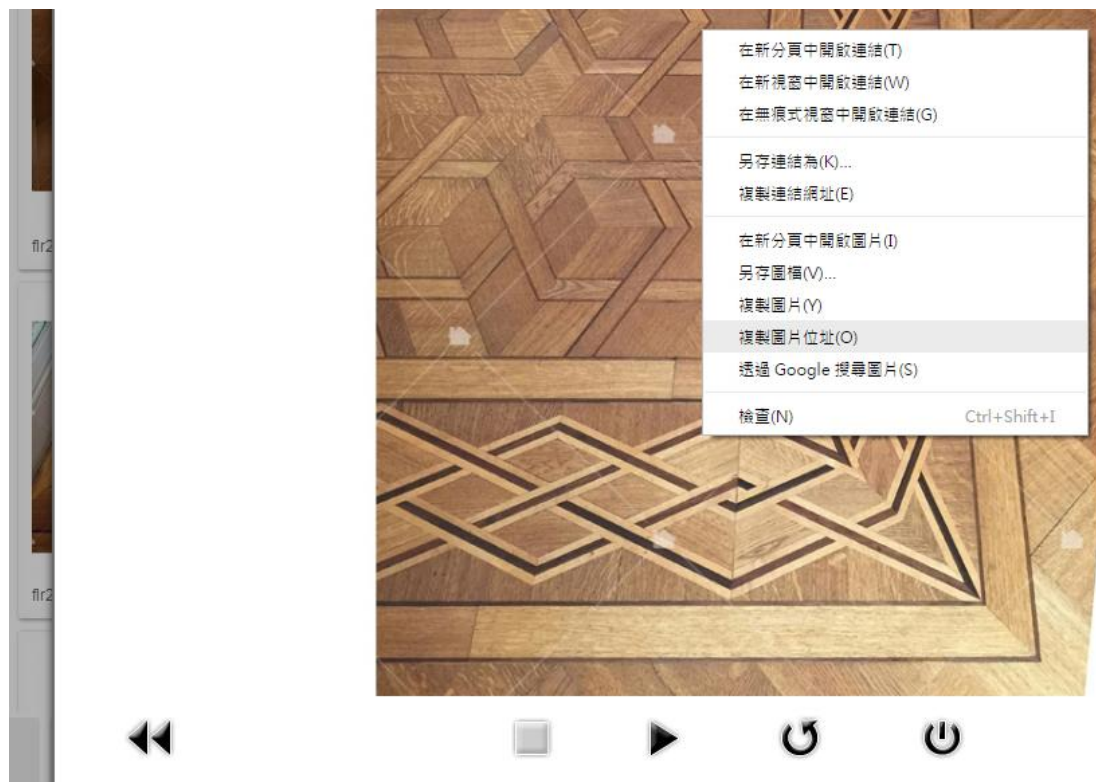 在新分頁中開啟連結(T)
在新視窗中開啟連結(W)
在無痕式視窗中開啟連結(G)
另存連結為(K)...
複製連結網址(E)
在新分頁中開啟圖片(I)
另存圖檔(V)...
複製圖片(Y)
複製圖片位址(O)
透過 Google 搜尋圖片(S)
檢查(N) Ctrl+Shift+I
flr2
flr2